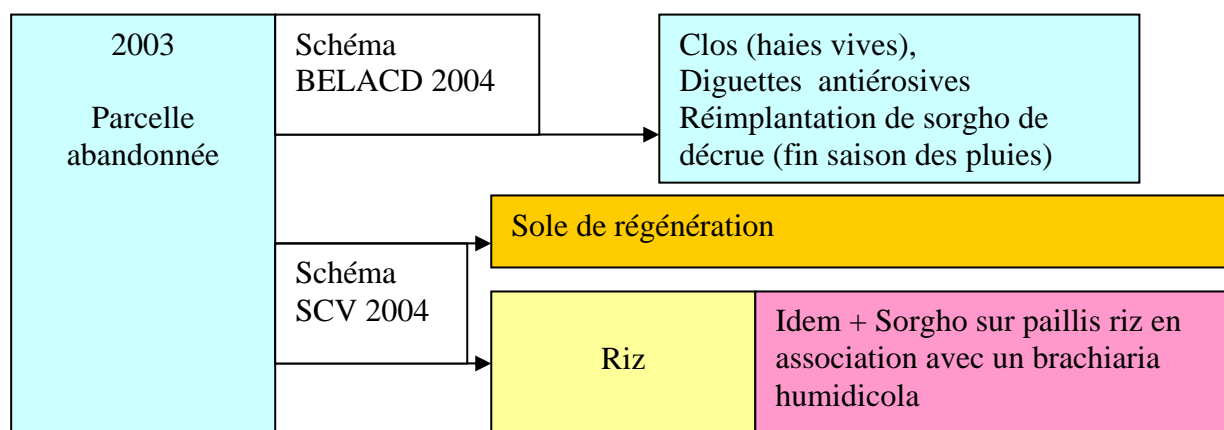 2003
Parcelle
abandonnée
Schéma
BELACD 2004
Clos (haies vives),
Diguettes antiérosives
Réimplantation de sorgho de
décrue (fin saison des pluies)
Sole de régénération
Schéma
SCV 2004
Riz
Idem + Sorgho sur paillis riz en
association avec un brachiaria
humidicola